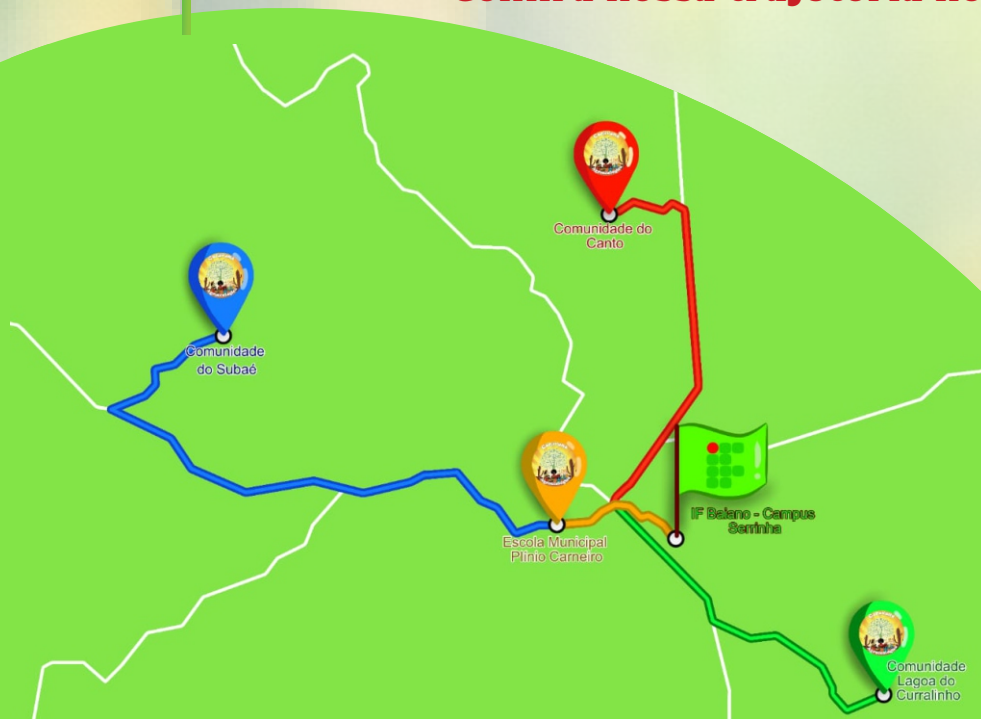 Comunidade do
Canto
Comunidade
do Subaé
Escola Municipal
Plínio Carneiro
IF Baiano - Campus
Serrinha
Comunidade
Lagoa do
Curralinho